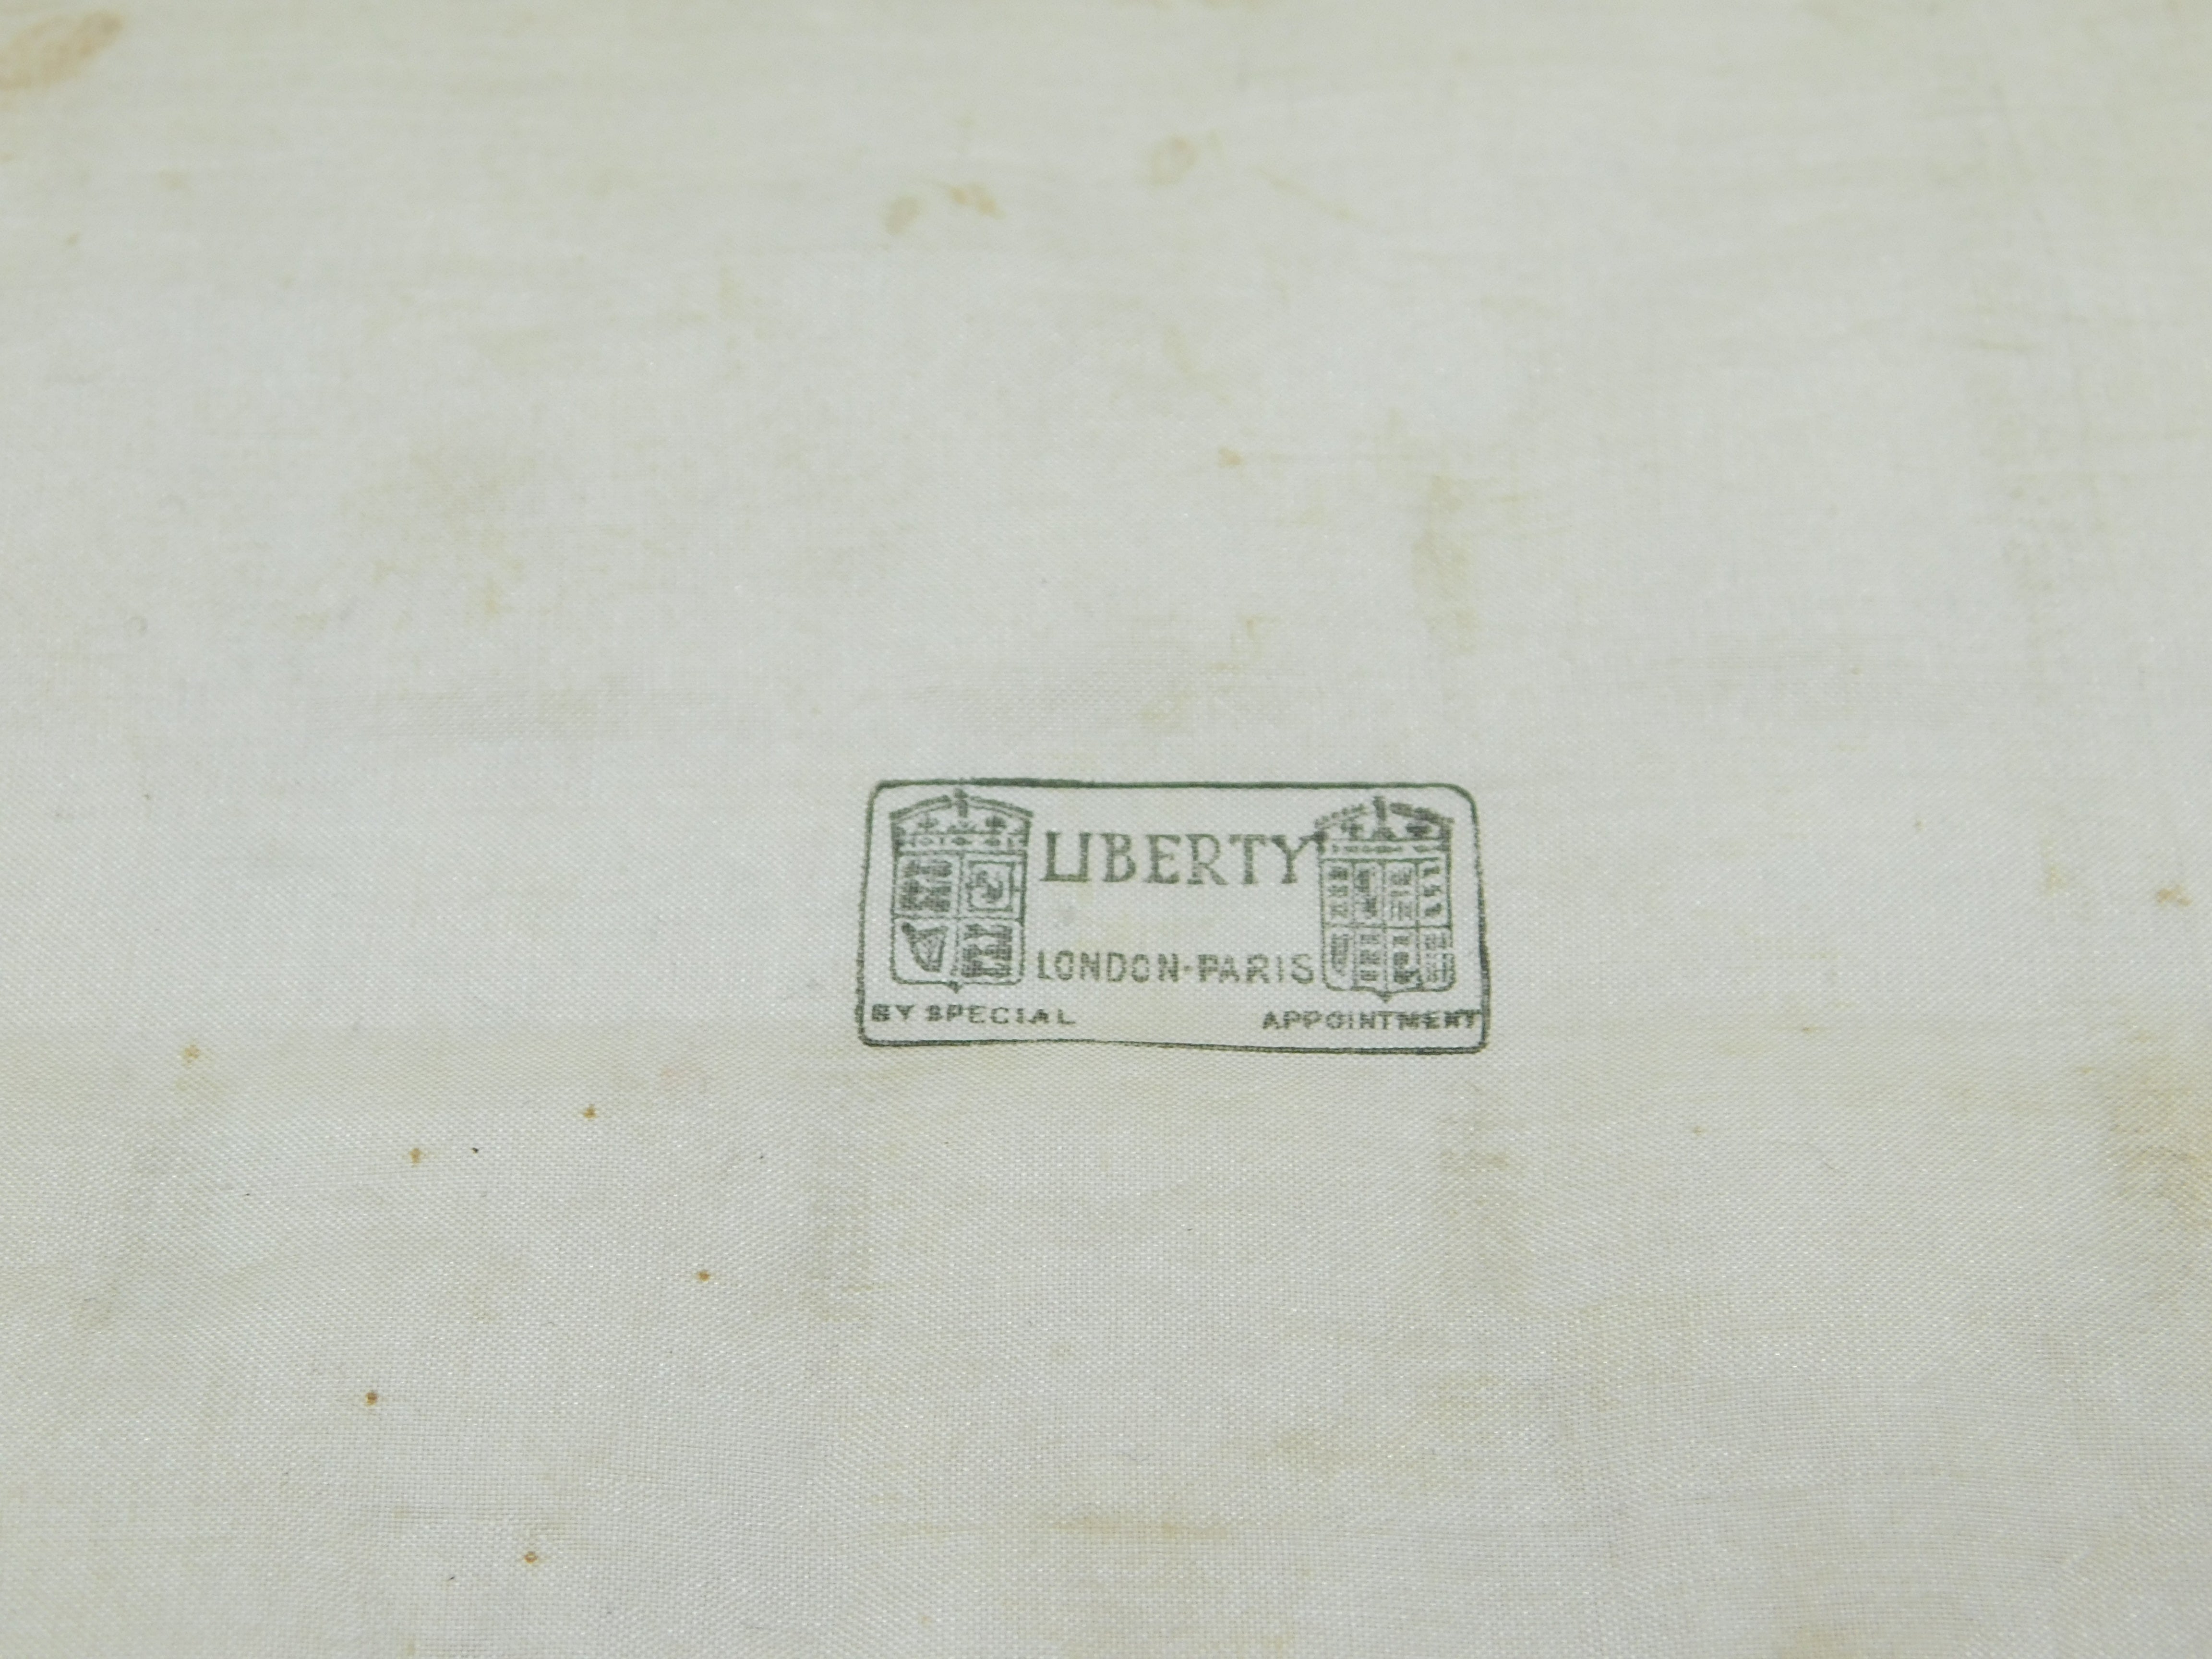 LIBERTY
LONDON-PARIS
BY SPECIAL APPOINTMENT